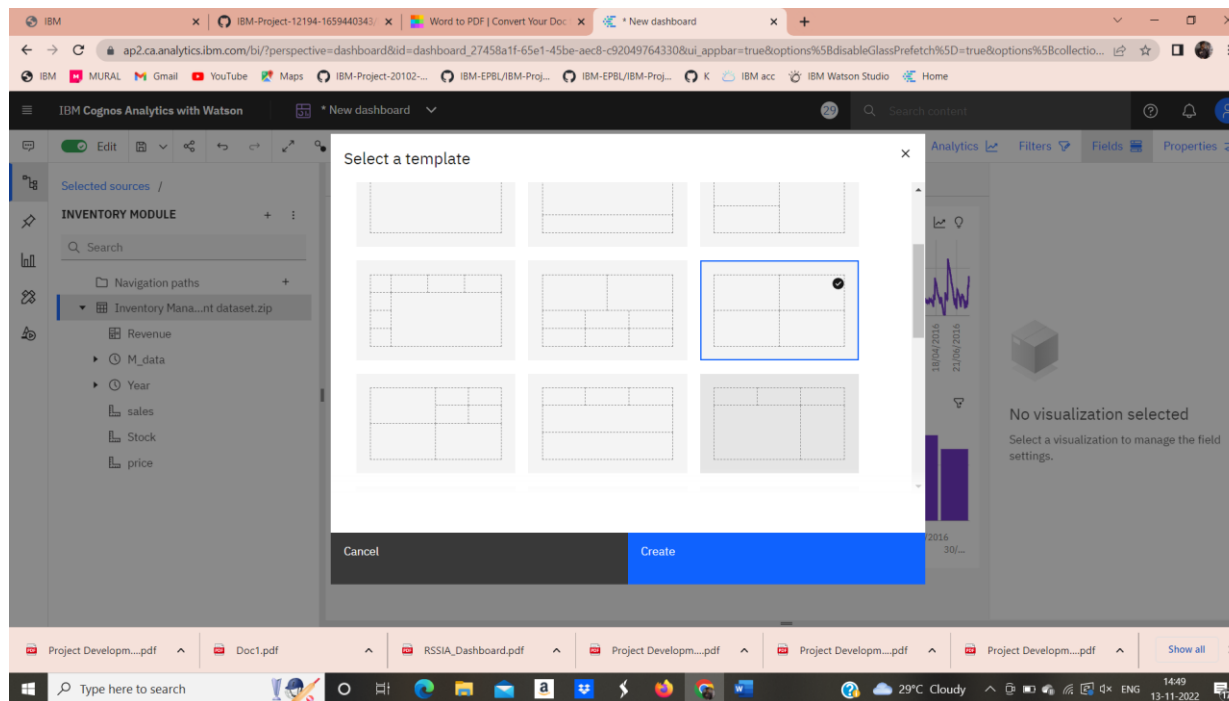 IBM
IBM-Project-12194-1659440343/
Word to PDF | Convert Your Doc
* New dashboard
ap2.ca.analytics.ibm.com/bi/?perspective=dashboard&id=dashboard_27458a1f-65e1-45be-aec8-c92049764330&ui_appbar=true&options%5BdisableGlassPrefetch%5D=true&options%5Bcollectio...
IBM MURAL Gmail YouTube Maps IBM-Project-20102-... IBM-EPBL/IBM-Proj... IBM-EPBL/IBM-Proj... K IBM acc IBM Watson Studio Home
IBM Cognos Analytics with Watson
* New dashboard
29
Search content
Edit
Analytics
Filters
Fields
Properties
Select a template
Selected sources /
INVENTORY MODULE
Search
Navigation paths
Inventory Mana...nt dataset.zip
Revenue
M_data
Year
sales
Stock
price
18/04/2016
21/06/2016
/2016
30/...
No visualization selected
Select a visualization to manage the field
settings.
Cancel
Create
Project Developm....pdf
Doc1.pdf
RSSIA_Dashboard.pdf
Project Developm....pdf
Project Developm....pdf
Project Developm....pdf
Show all
Type here to search
29°C Cloudy
ENG
14:49
13-11-2022